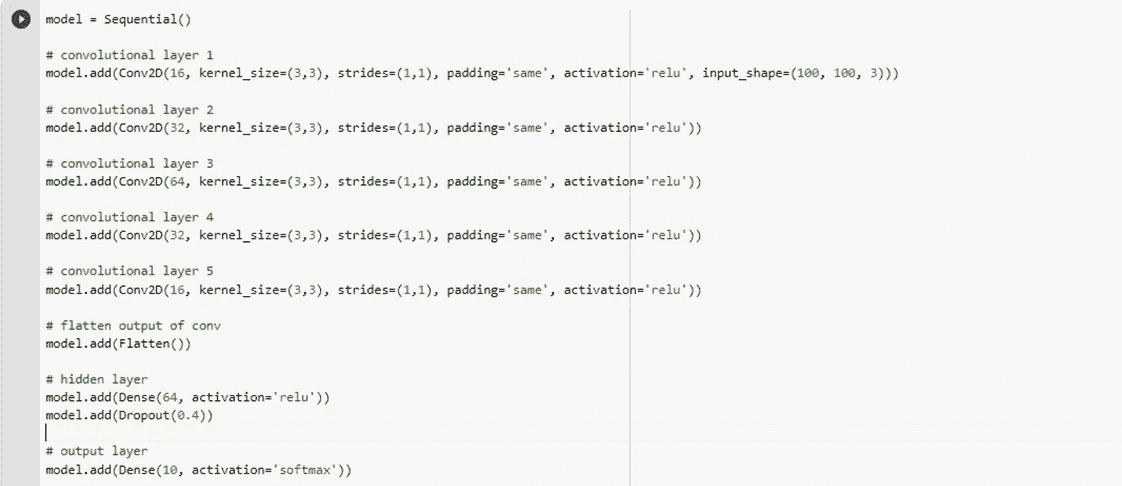 model = Sequential()
# convolutional layer 1
model.add(Conv2D(16, kernel_size=(3,3), strides=(1,1), padding='same', activation='relu', input_shape=(100, 100, 3)))
# convolutional layer 2
model.add(Conv2D(32, kernel_size=(3,3), strides=(1,1), padding='same', activation='relu'))
# convolutional layer 3
model.add(Conv2D(64, kernel_size=(3,3), strides=(1,1), padding='same', activation='relu'))
# convolutional layer 4
model.add(Conv2D(32, kernel_size=(3,3), strides=(1,1), padding='same', activation='relu'))
# convolutional layer 5
model.add(Conv2D(16, kernel_size=(3,3), strides=(1,1), padding='same', activation='relu'))
# flatten output of conv
model.add(Flatten())
# hidden layer
model.add(Dense(64, activation='relu'))
model.add(Dropout(0.4))
# output layer
model.add(Dense(10, activation='softmax'))